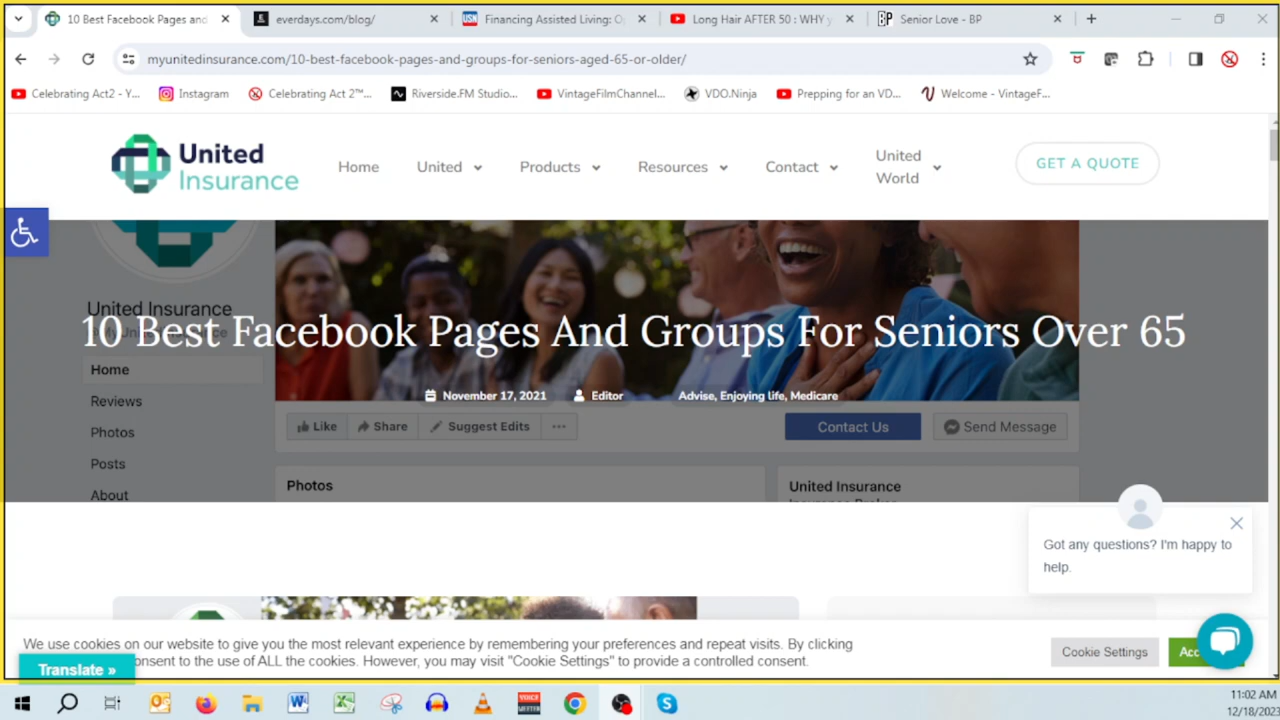 10 Best Facebook Pages and
everdays.com/blog/
USN
Financing Assisted Living: O
Long Hair AFTER 50 : WHY
BP
Senior Love - BP
myunitedinsurance.com/10-best-facebook-pages-and-groups-for-seniors-aged-65-or-older/
Celebrating Act2 - Y...
Instagram
Celebrating Act 2™...
Riverside.FM Studio...
VintageFilmChannel...
VDO.Ninja
Prepping for an VD...
Welcome - VintageF...
United
Insurance
Home
United
Products
Resources
Contact
United
World
GET A QUOTE
United Insurance
10 Best Facebook Pages And Groups For Seniors Over 65
Home
November 17, 2021
Editor
Advise, Enjoying life, Medicare
Reviews
Like
Share
Suggest Edits
Contact Us
Send Message
Photos
Posts
About
Photos
United Insurance
Got any questions? I'm happy to
help.
We use cookies on our website to give you the most relevant experience by remembering your preferences and repeat visits. By clicking
onsent to the use of ALL the cookies. However, you may visit "Cookie Settings" to provide a controlled consent.
Translate »
Cookie Settings
Acc
11:02 AM
12/18/2023